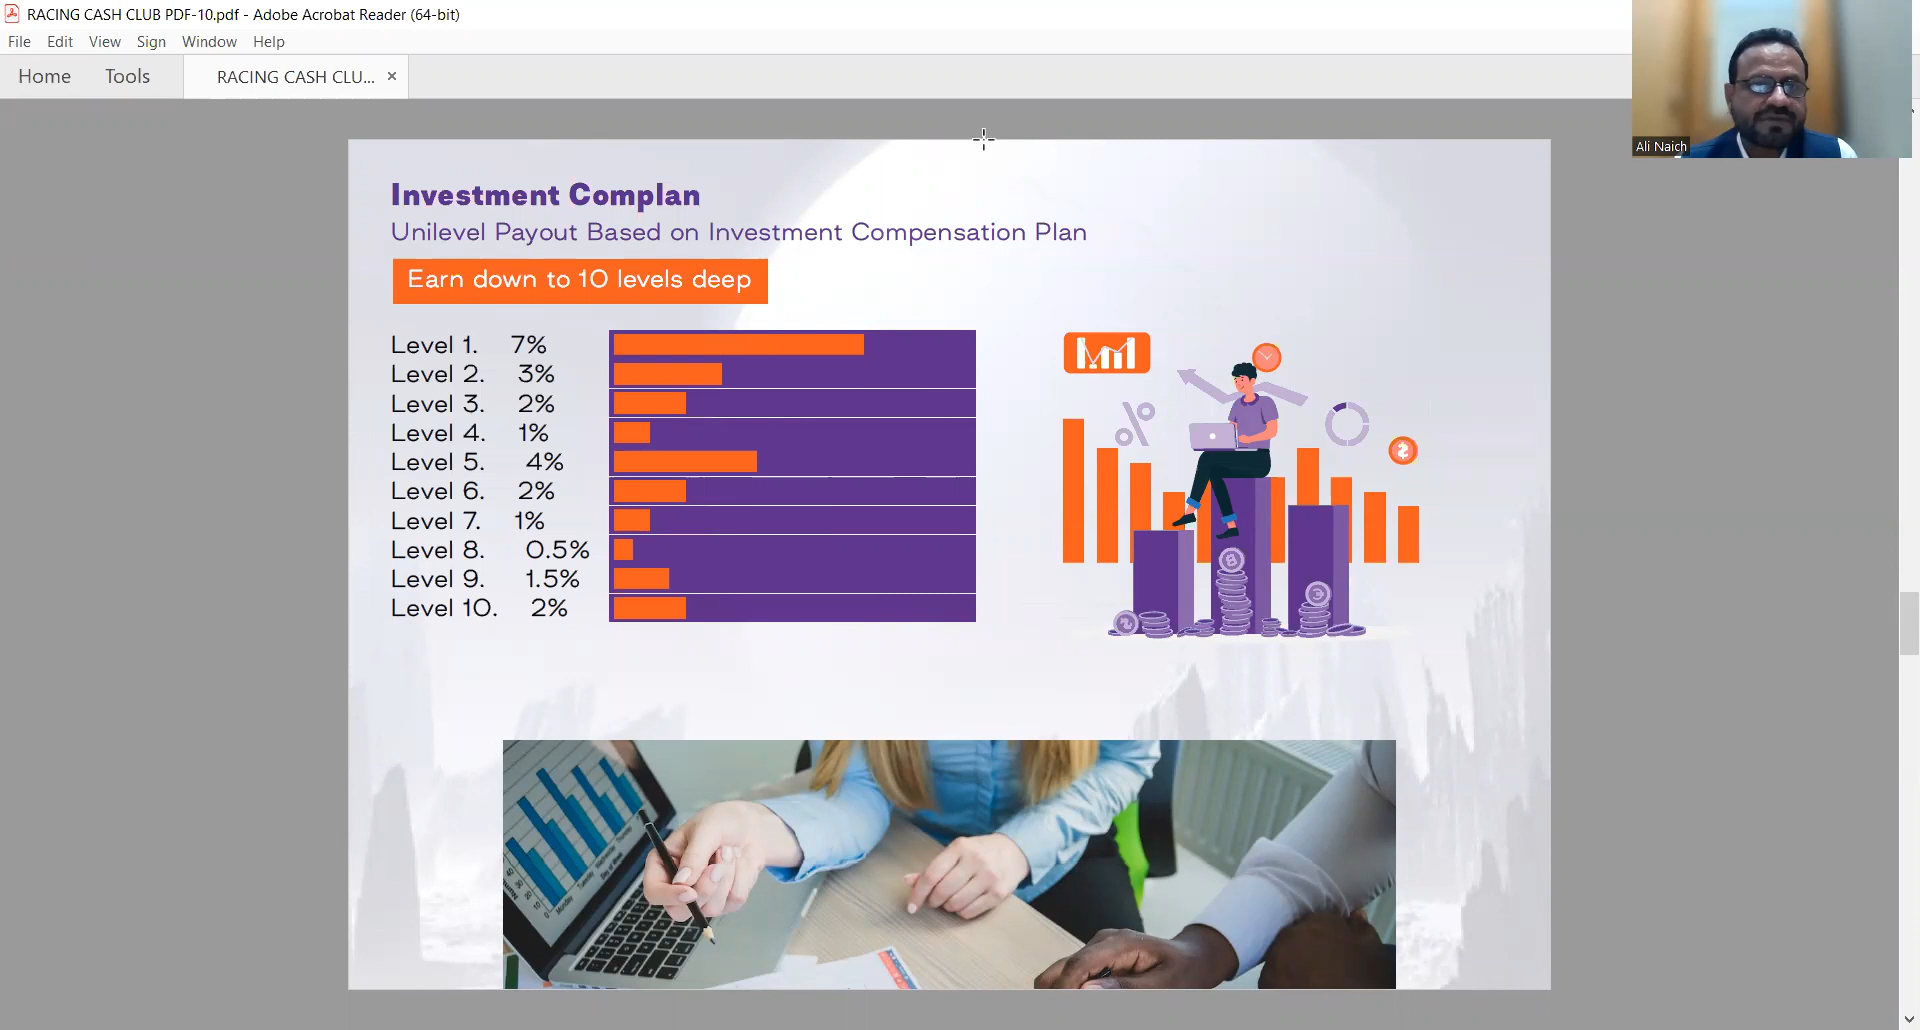 RACING CASH CLUB PDF-10.pdf - Adobe Acrobat Reader (64-bit)
File Edit View Sign Window Help
Home Tools RACING CASH CLU... ×
Ali Naich
Investment Complan
Unilevel Payout Based on Investment Compensation Plan
Earn down to 10 levels deep
Level 1. 7%
Level 2. 3%
Level 3. 2%
Level 4. 1%
Level 5. 4%
Level 6. 2%
Level 7. 1%
Level 8. 0.5%
Level 9. 1.5%
Level 10. 2%
Monday